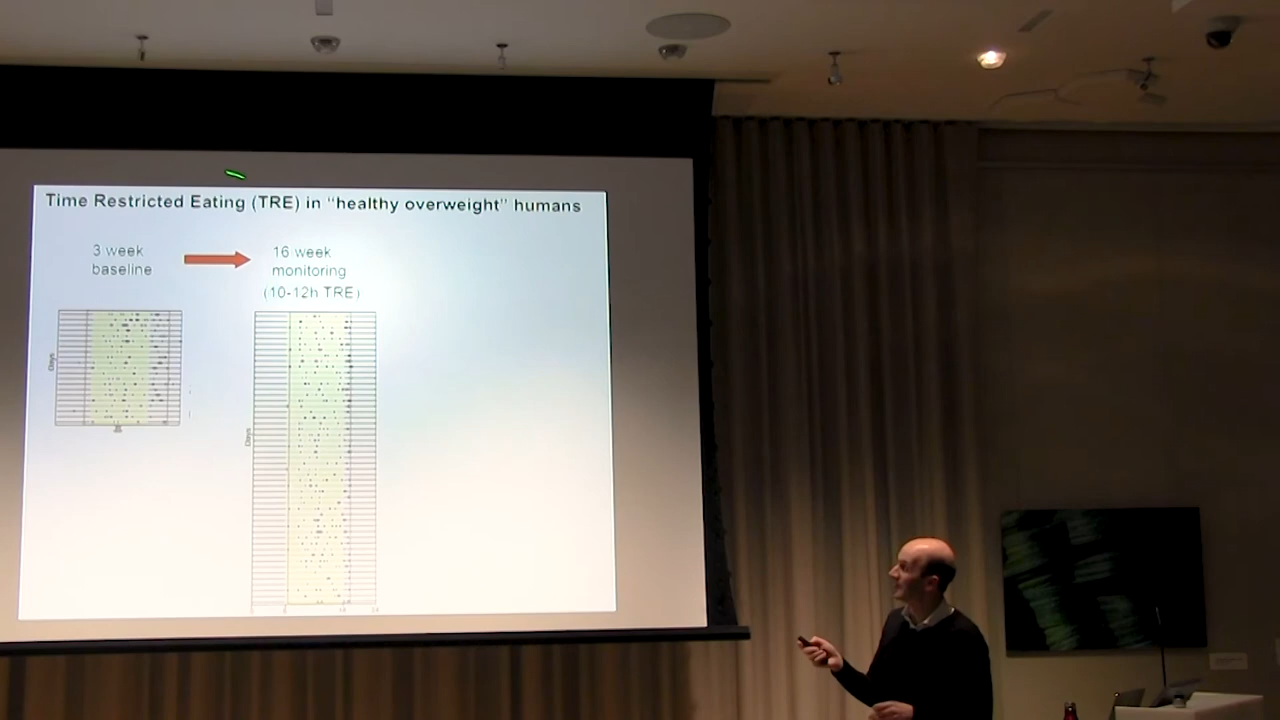 Time Restricted Eating (TRE) in "healthy overweight" humans
3 week
baseline
16 week
monitoring
(10-12h TRE)
Days
Days